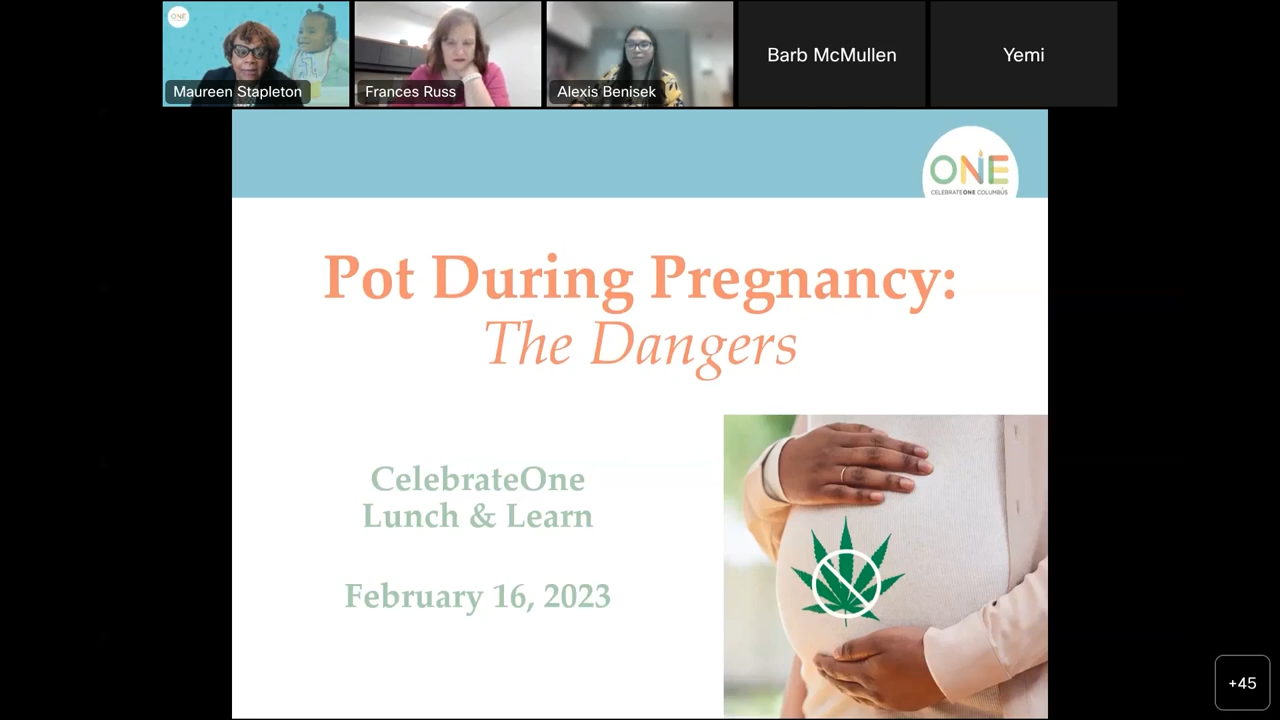 ONE
Maureen Stapleton
Frances Russ
Alexis Benisek
Barb McMullen
Yemi
ONE
CELEBRATEONE COLUMBUS
Pot During Pregnancy:
The Dangers
CelebrateOne
Lunch & Learn
February 16, 2023
+45